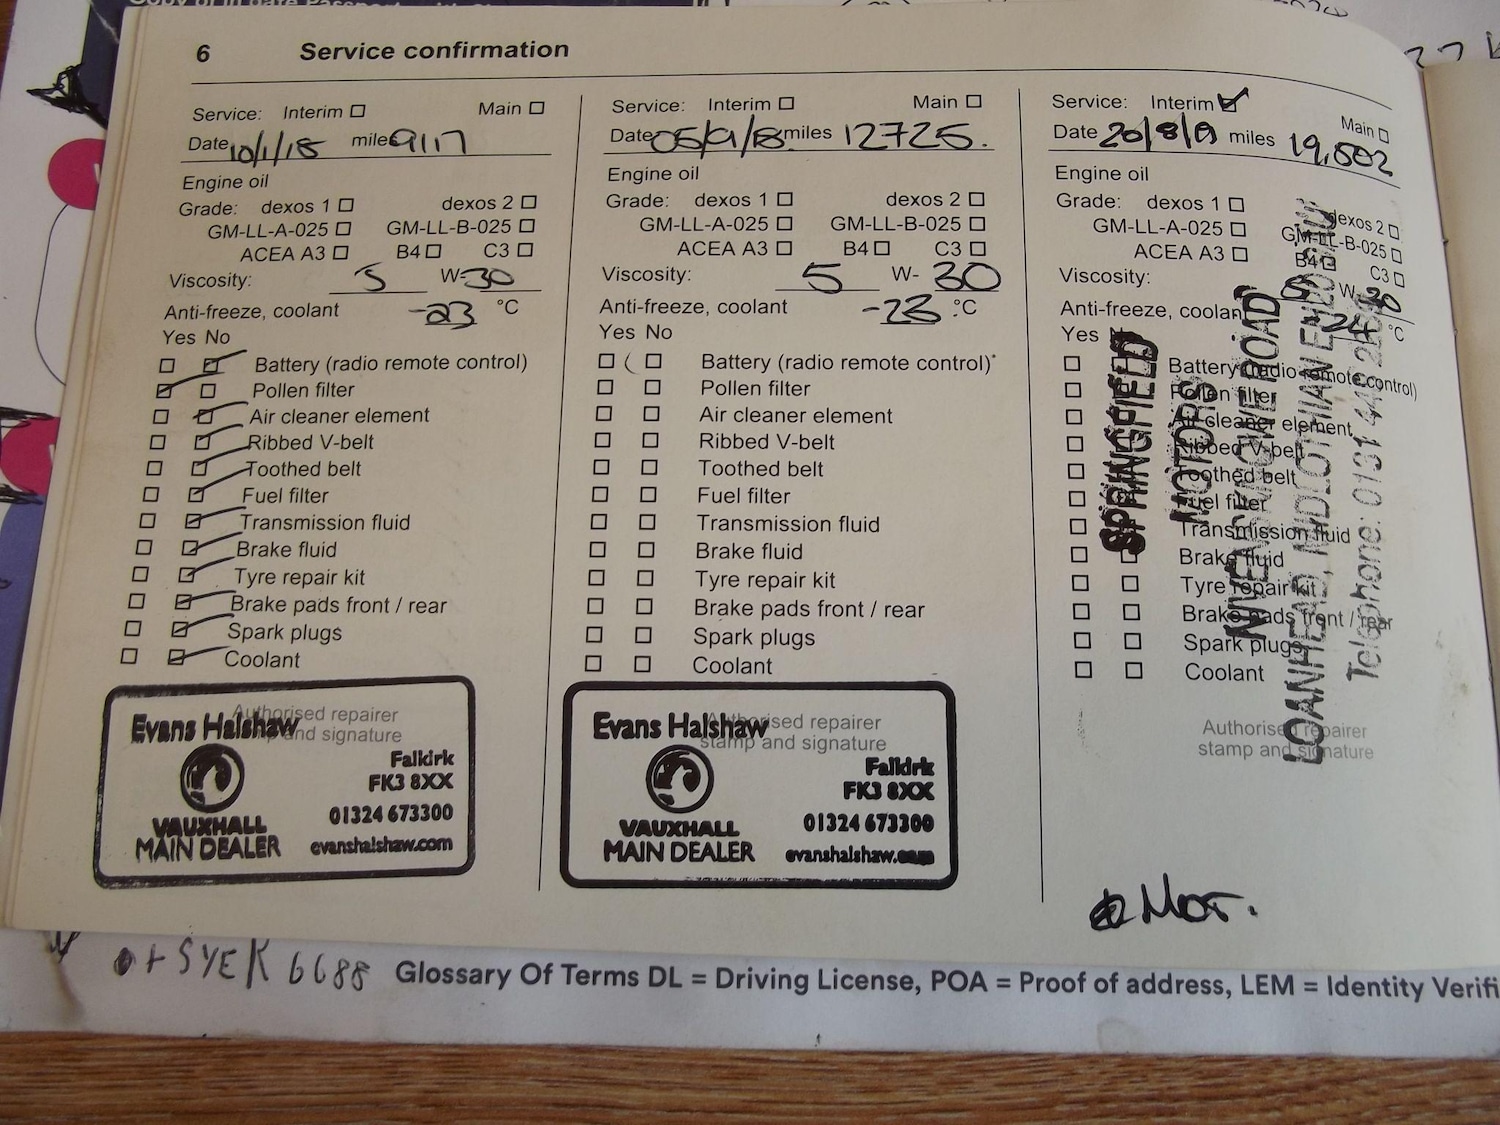 6 Service confirmation
Service: Interim Main
Date 10/1/18 miles 9117
Engine oil
Grade: dexos 1 dexos 2
GM-LL-A-025 GM-LL-B-025
ACEA A3 B4 C3
Viscosity: 5 W-30
Anti-freeze, coolant -23 °C
Yes No
Battery (radio remote control)
Pollen filter
Air cleaner element
Ribbed V-belt
Toothed belt
Fuel filter
Transmission fluid
Brake fluid
Tyre repair kit
Brake pads front / rear
Spark plugs
Coolant
Authorised repairer
stamp and signature
Evans Halshaw
Falkirk
FK3 8XX
01324 673300
VAUXHALL
MAIN DEALER
evanshalshaw.com
Service: Interim Main
Date 05/9/18 miles 12725.
Engine oil
Grade: dexos 1 dexos 2
GM-LL-A-025 GM-LL-B-025
ACEA A3 B4 C3
Viscosity: 5 W-30
Anti-freeze, coolant -23 °C
Yes No
Battery (radio remote control)*
Pollen filter
Air cleaner element
Ribbed V-belt
Toothed belt
Fuel filter
Transmission fluid
Brake fluid
Tyre repair kit
Brake pads front / rear
Spark plugs
Coolant
Authorised repairer
stamp and signature
Evans Halshaw
Falkirk
FK3 8XX
01324 673300
VAUXHALL
MAIN DEALER
evanshalshaw.com
Service: Interim Main
Date 20/8/19 miles 19,502
Engine oil
Grade: dexos 1 dexos 2
GM-LL-A-025 GM-LL-B-025
ACEA A3 B4 C3
Viscosity: 5 W-30
Anti-freeze, coolant -24 °C
Yes
Battery (radio remote control)
Pollen filter
Air cleaner element
Ribbed V-belt
Toothed belt
Fuel filter
Transmission fluid
Brake fluid
Tyre repair kit
Brake pads front / rear
Spark plugs
Coolant
Authorised repairer
stamp and signature
SPRINGFIELD
MOTORS
ROAD
LOANHEAD, MIDLOTHIAN
Telephone: 0131 440
MOT.
SYER 6688
Glossary Of Terms DL = Driving License, POA = Proof of address, LEM = Identity Verifi